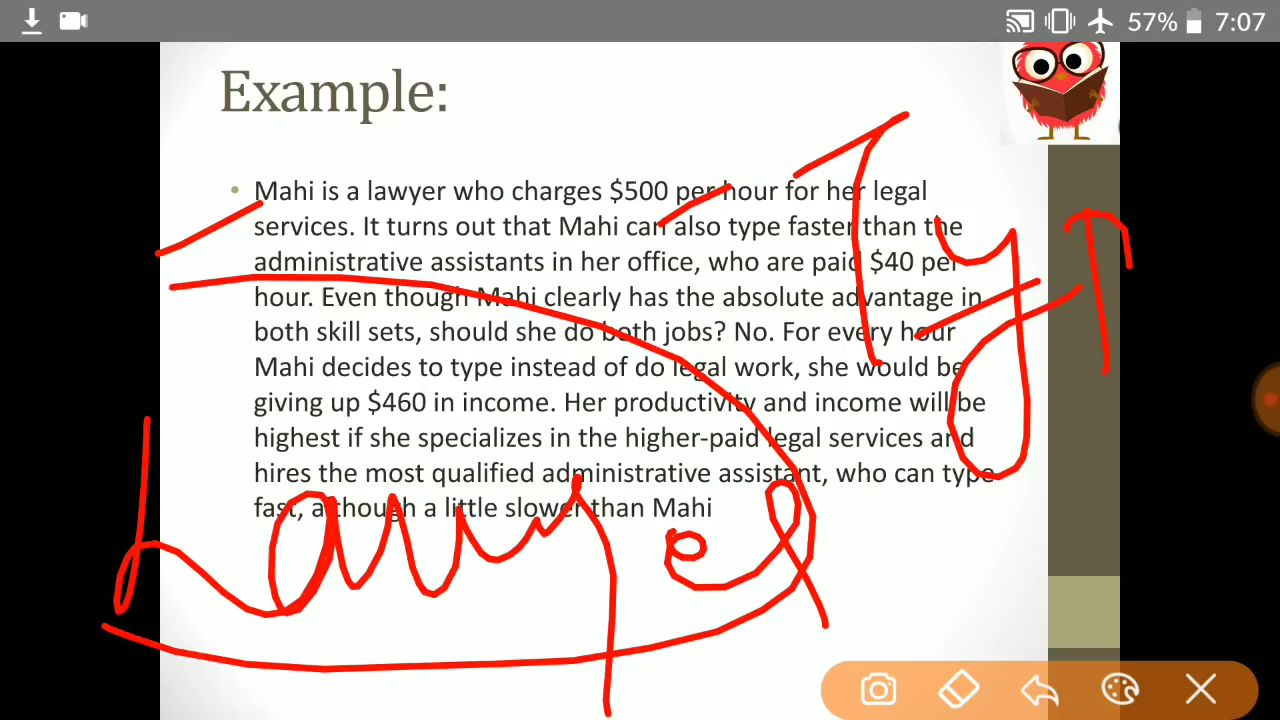 57% 7:07
Example:
• Mahi is a lawyer who charges $500 per hour for her legal
services. It turns out that Mahi can also type faster than the
administrative assistants in her office, who are paid $40 per
hour. Even though Mahi clearly has the absolute advantage in
both skill sets, should she do both jobs? No. For every hour
Mahi decides to type instead of do legal work, she would be
giving up $460 in income. Her productivity and income will be
highest if she specializes in the higher-paid legal services and
hires the most qualified administrative assistant, who can type
fast, although a little slower than Mahi